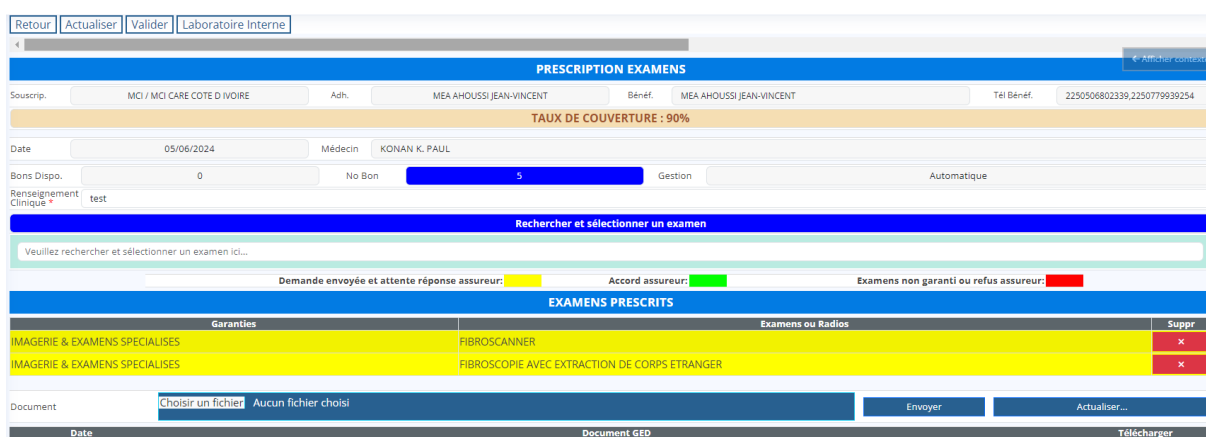 Retour Actualiser Valider Laboratoire Interne
Afficher contexte
PRESCRIPTION EXAMENS
Souscrip. MCI / MCI CARE COTE D IVOIRE Adh. MEA AHOUSSI JEAN-VINCENT Bénéf. MEA AHOUSSI JEAN-VINCENT Tél Bénéf. 2250506802339,2250779939254
TAUX DE COUVERTURE : 90%
Date 05/06/2024 Médecin KONAN K. PAUL
Bons Dispo. 0 No Bon 5 Gestion Automatique
Renseignement Clinique * test
Rechercher et sélectionner un examen
Veuillez rechercher et sélectionner un examen ici...
Demande envoyée et attente réponse assureur: Accord assureur: Examens non garanti ou refus assureur:
EXAMENS PRESCRITS
Garanties Examens ou Radios Suppr
IMAGERIE & EXAMENS SPECIALISES FIBROSCANNER ×
IMAGERIE & EXAMENS SPECIALISES FIBROSCOPIE AVEC EXTRACTION DE CORPS ETRANGER ×
Document Choisir un fichier Aucun fichier choisi Envoyer Actualiser...
Date Document GED Télécharger